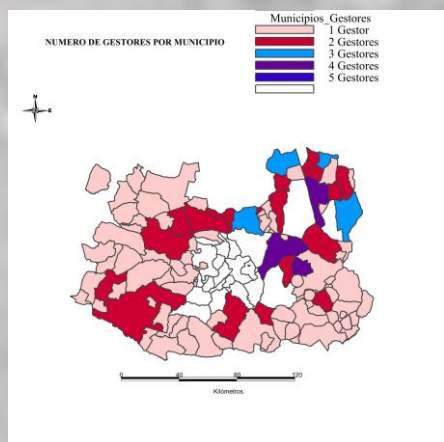 Municipios_Gestores
NUMERO DE GESTORES POR MUNICIPIO
1 Gestor
2 Gestores
3 Gestores
4 Gestores
5 Gestores
N
E
0 40 80 120
Kilómetros